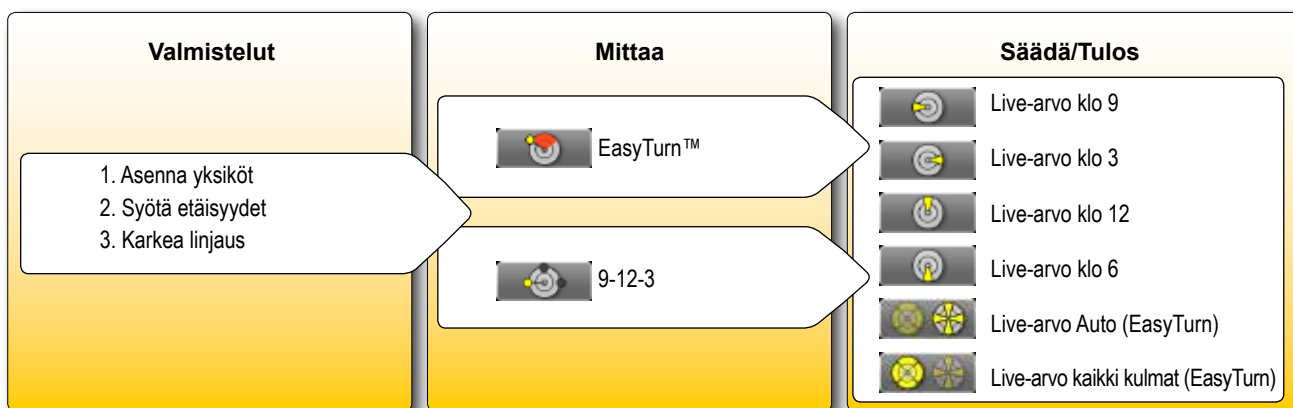 Valmistelut
1. Asenna yksiköt
2. Syötä etäisyydet
3. Karkea linjaus
Mittaa
EasyTurn™
9-12-3
Säädä/Tulos
Live-arvo klo 9
Live-arvo klo 3
Live-arvo klo 12
Live-arvo klo 6
Live-arvo Auto (EasyTurn)
Live-arvo kaikki kulmat (EasyTurn)